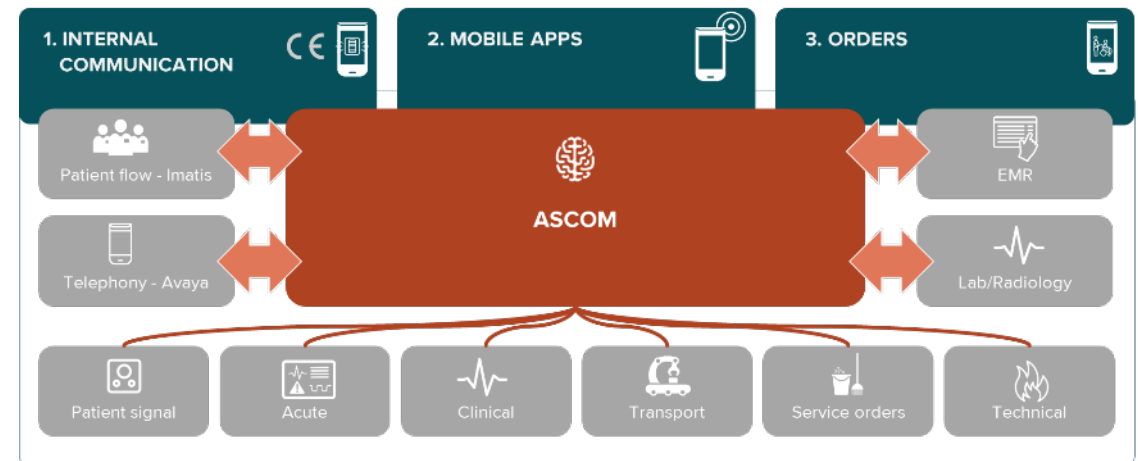 1. INTERNAL
COMMUNICATION
CE
2. MOBILE APPS
3. ORDERS
Patient flow - Imatis
ASCOM
EMR
Telephony - Avaya
Lab/Radiology
Patient signal
Acute
Clinical
Transport
Service orders
Technical